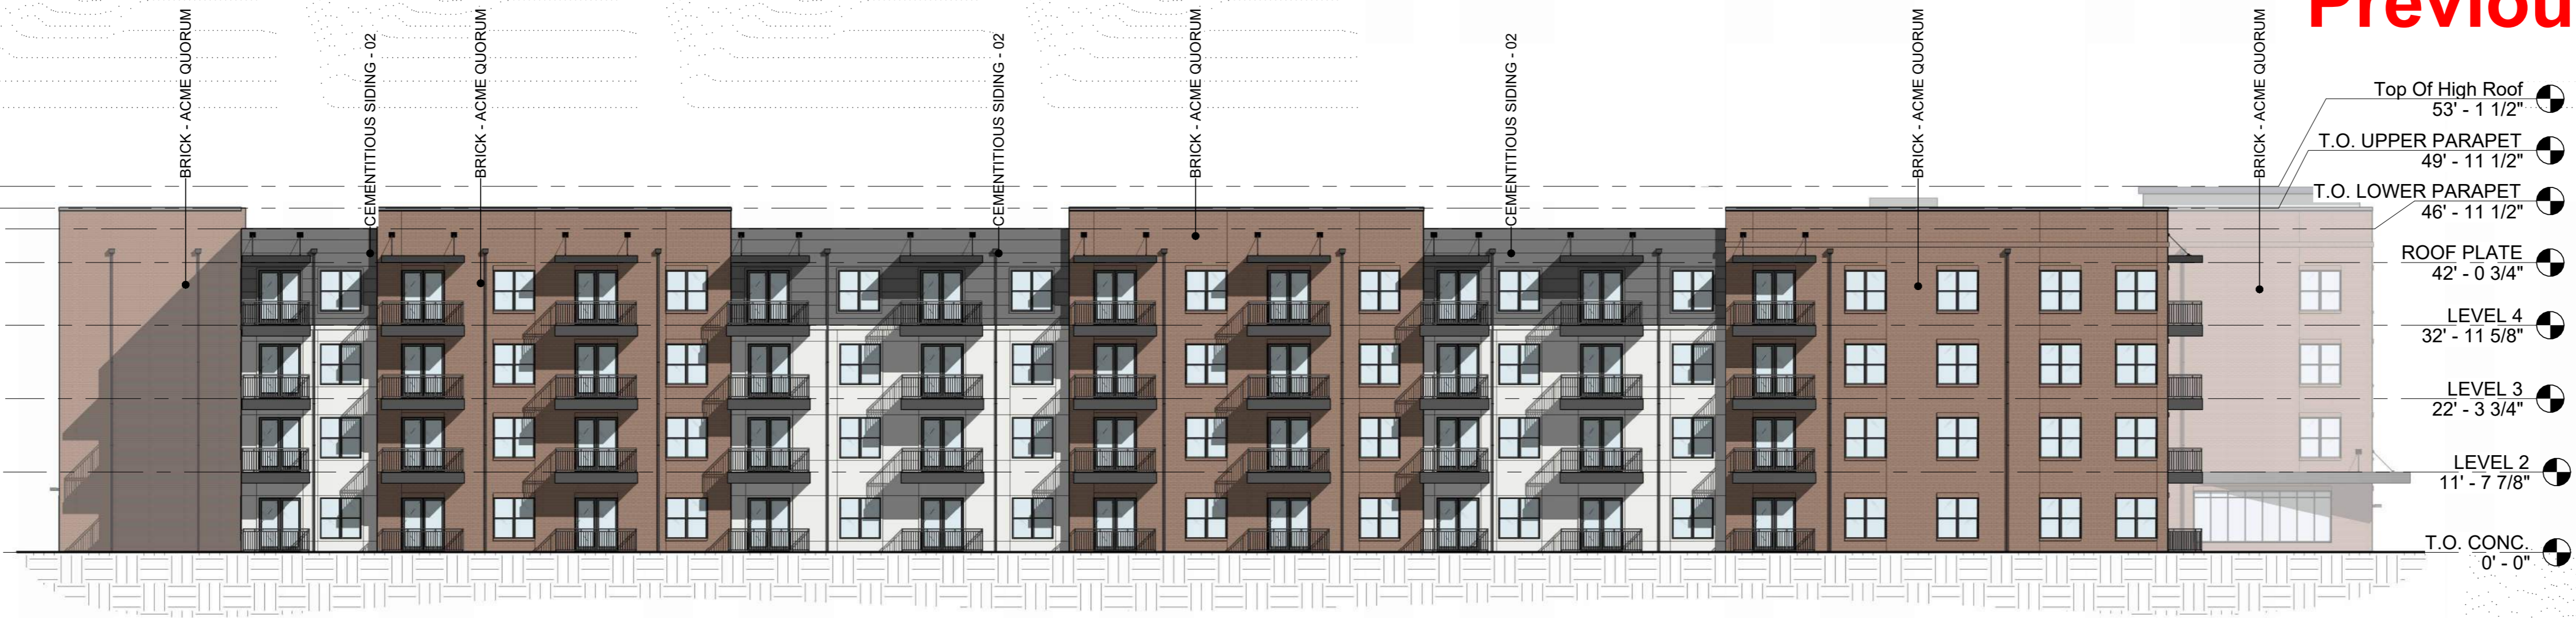 Previou
BRICK - ACME QUORUM
CEMENTITIOUS SIDING - 02
BRICK - ACME QUORUM
CEMENTITIOUS SIDING - 02
BRICK - ACME QUORUM
CEMENTITIOUS SIDING - 02
BRICK - ACME QUORUM
BRICK - ACME QUORUM
Top Of High Roof
53' - 1 1/2"
T.O. UPPER PARAPET
49' - 11 1/2"
T.O. LOWER PARAPET
46' - 11 1/2"
ROOF PLATE
42' - 0 3/4"
LEVEL 4
32' - 11 5/8"
LEVEL 3
22' - 3 3/4"
LEVEL 2
11' - 7 7/8"
T.O. CONC.
0' - 0"